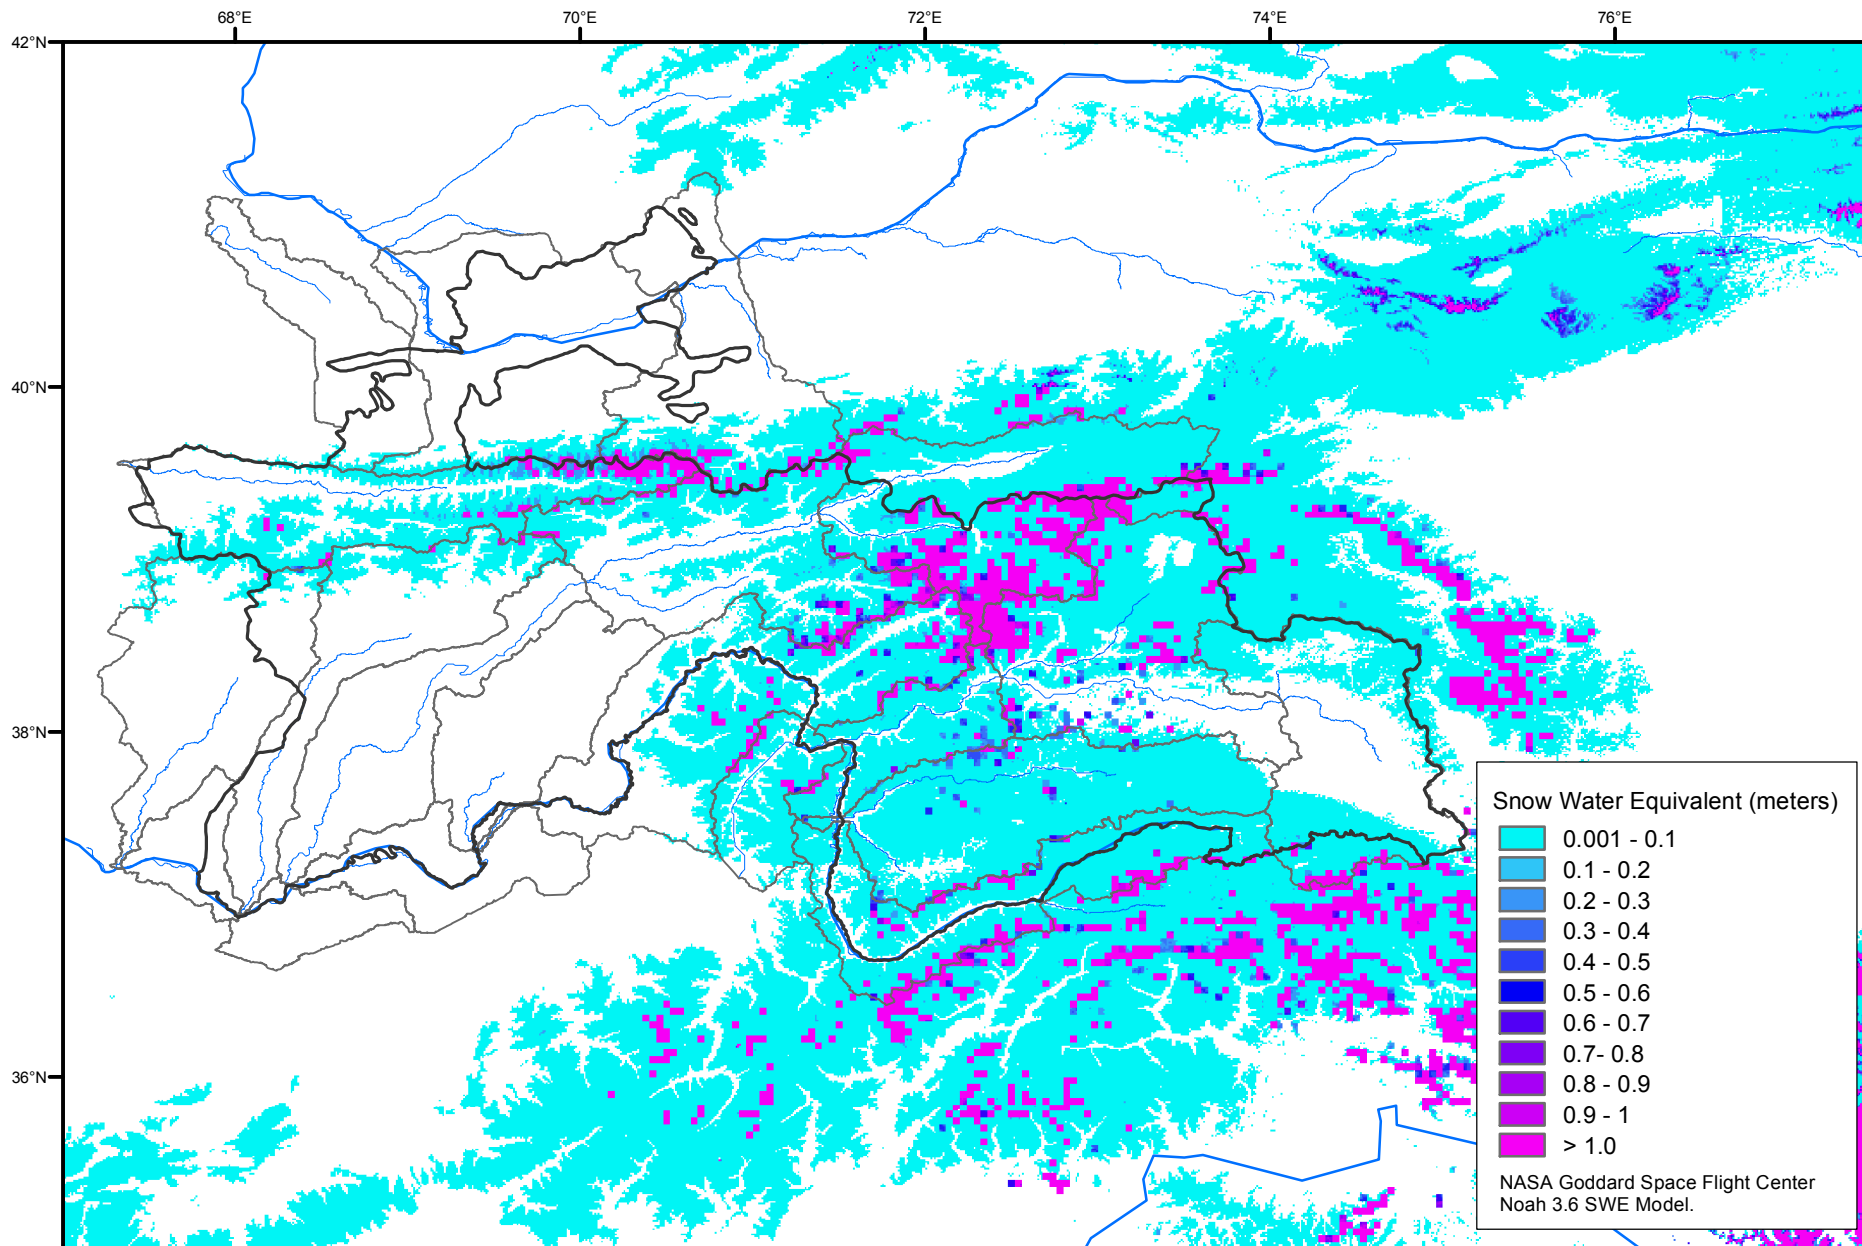 68°E
70°E
72°E
74°E
76°E
42°N
40°N
38°N
36°N
Snow Water Equivalent (meters)
0.001 - 0.1
0.1 - 0.2
0.2 - 0.3
0.3 - 0.4
0.4 - 0.5
0.5 - 0.6
0.6 - 0.7
0.7- 0.8
0.8 - 0.9
0.9 - 1
> 1.0
NASA Goddard Space Flight Center
Noah 3.6 SWE Model.